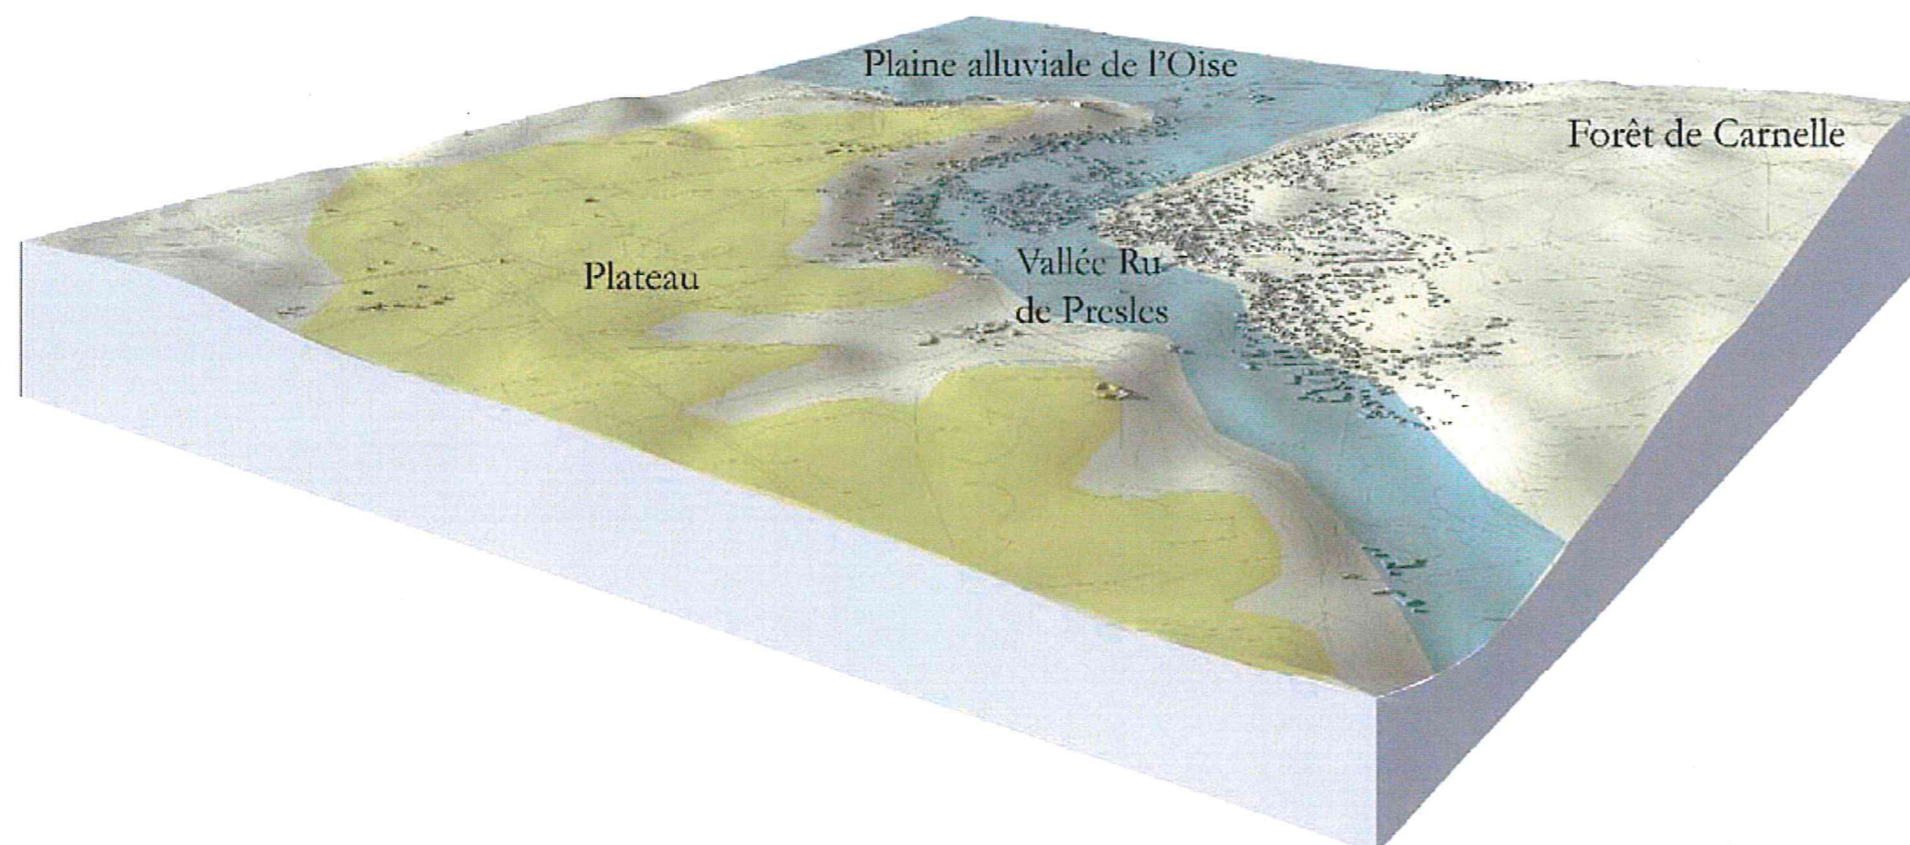 Plaine alluviale de l'Oise
Forêt de Carnelle
Plateau
Vallée Ru
de Presles